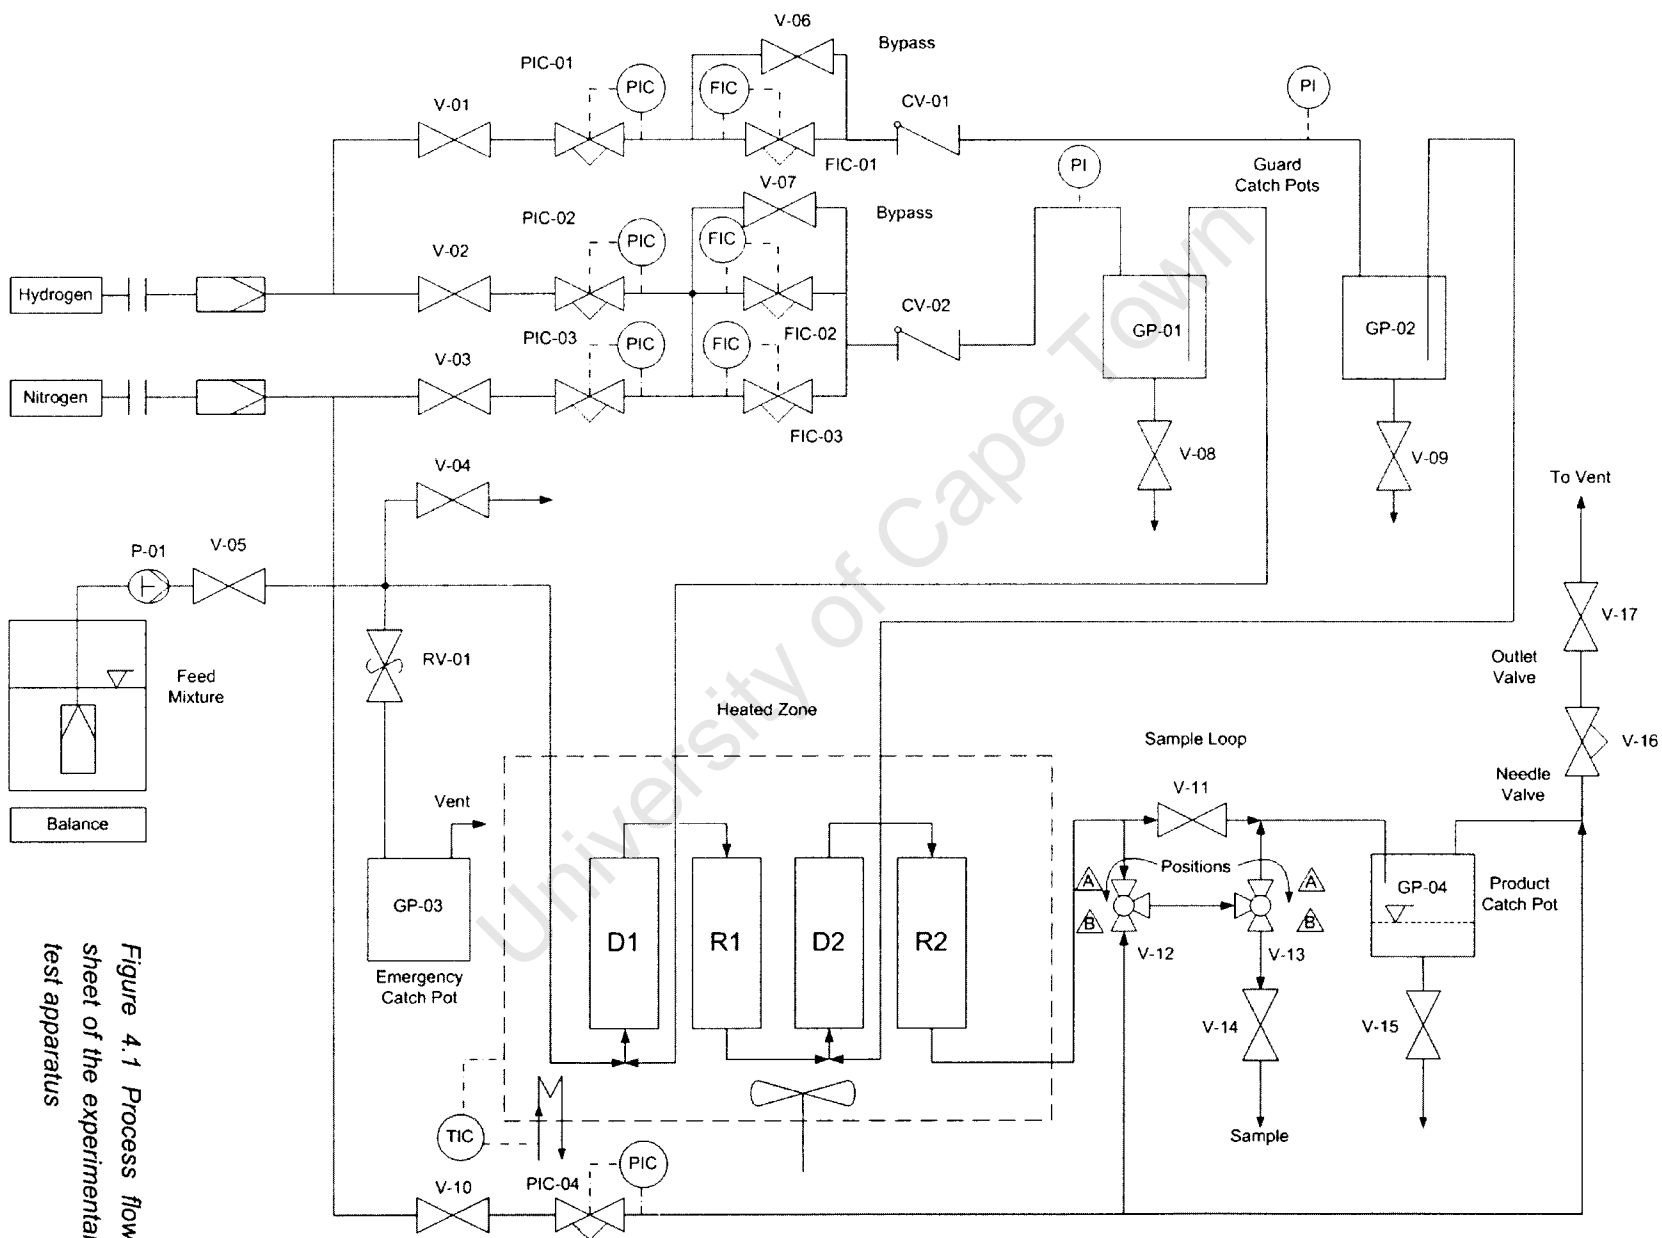 V-06
Bypass
PIC-01
PIC
FIC
PI
V-01
CV-01
FIC-01
PI
Guard
Catch Pots
V-07
PIC-02
Bypass
PIC
FIC
V-02
Hydrogen
CV-02
GP-01
GP-02
PIC-03
FIC-02
PIC
FIC
V-03
Nitrogen
FIC-03
V-08
V-09
V-04
To Vent
P-01
V-05
V-17
RV-01
Outlet
Valve
Feed
Mixture
Heated Zone
Sample Loop
V-16
Needle
Valve
V-11
Vent
Balance
Positions
A
A
GP-04
Product
Catch Pot
GP-03
B
B
D1
R1
D2
R2
V-12
V-13
Emergency
Catch Pot
V-14
V-15
TIC
Sample
PIC
V-10
PIC-04
Figure 4.1 Process flow
sheet of the experimental
test apparatus
University of Cape Town